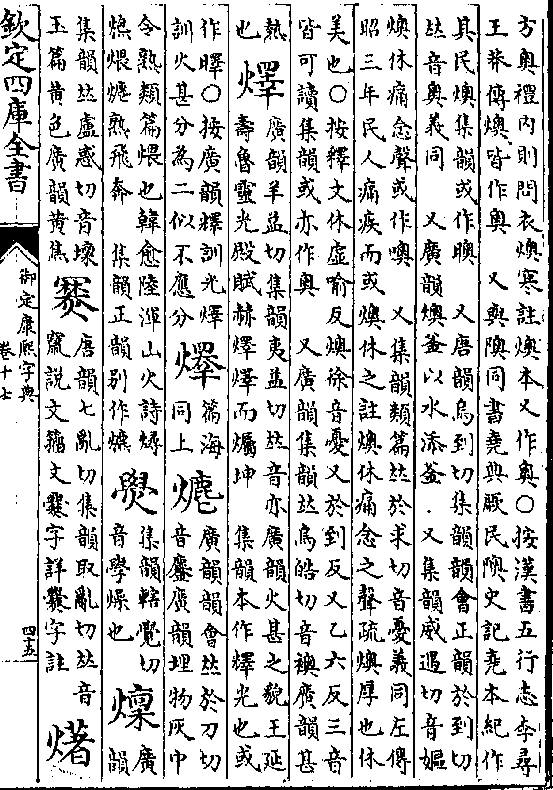 方奥禮内則問衣燠寒註燠本又作奥○按漢書五行志李尋
王莽傳燠皆作奥 又與隩同書堯典厥民隩史記堯本紀作
其民燠集韻或作䐿 又唐韻烏到切集韻韻會正韻於到切
𠀤音奥義同 又廣韻燠釜以水添釜 又集韻威遇切音嫗
燠休痛念聲或作噢 又集韻類篇𠀤於求切音憂義同左傳
昭三年民人痛疾而或燠休之註燠休痛念之聲疏燠厚也休
美也○按釋文休虛喻反燠徐音憂又於到反又乙六反三音
皆可讀集韻或亦作奥 又廣韻集韻𠀤烏皓切音襖廣韻甚
熱
也
燡
廣韻羊益切集韻夷益切𠀤音亦廣韻火甚之貌王延
壽魯靈光殿賦赫燡燡而爥坤 集韻本作㷸光也或
作曎○按廣韻㷸訓光燡
訓火甚分為二似不應分
篇海
同上
廣韻韻會𠀤於刀切
音鏖廣韻埋物灰中
令熟類篇煨也韓愈陸渾山火詩燖
煨爊熟飛奔 集韻正韻別作爊
燢
集韻轄覺切
音學燥也
燣
廣
韻
集韻𠀤盧感切音壈
玉篇黃色廣韻黃焦
唐韻七亂切集韻取亂切𠀤音
竄說文籀文爨字詳爨字註
欽定四庫全書
御定康熙字典
卷十七
四五